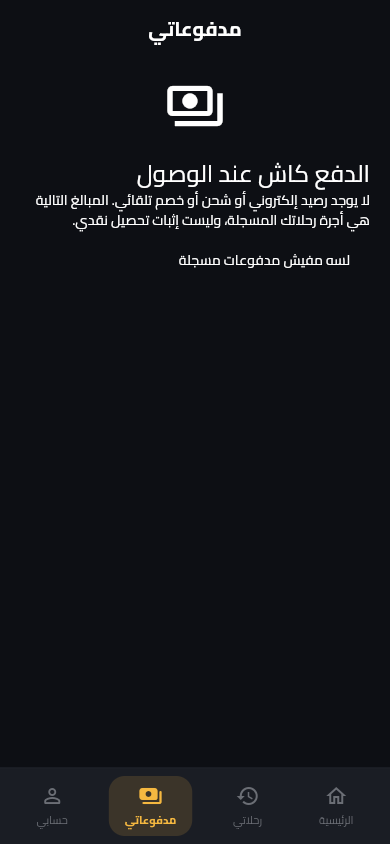 مدفوعاتي
الدفع كاش عند الوصول
لا يوجد رصيد إلكتروني أو شحن أو خصم تلقائي. المبالغ التالية
هي أجرة رحلاتك المسجلة، وليست إثبات تحصيل نقدي.
لسه مفيش مدفوعات مسجلة
الرئيسية
رحلاتي
مدفوعاتي
حسابي